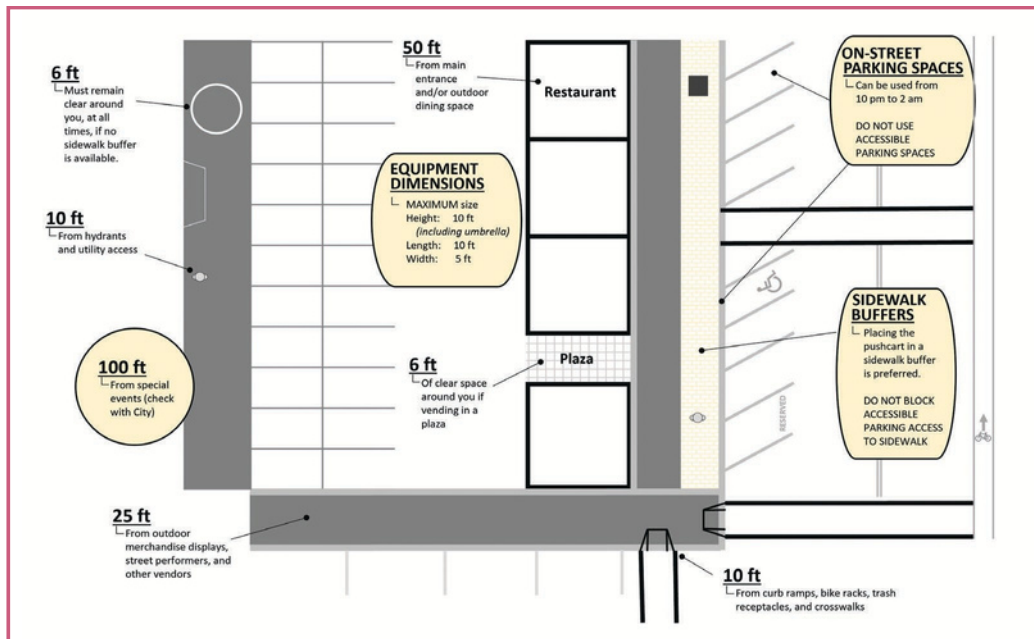 6 ft
From main
Must remain
clear around
you, at all
times, if no
sidewalk buffer
is available.
10 ft
From hydrants
and utility access
100 ft
From special
events (check
with City)
25 ft
From outdoor
merchandise displays,
street performers, and
other vendors
50 ft
From main
entrance
and/or outdoor
dining space
Restaurant
EQUIPMENT
DIMENSIONS
MAXIMUM size
Height: 10 ft
(including umbrella)
Length: 10 ft
Width: 5 ft
6 ft
Of clear space
around you if
vending in a
plaza
Plaza
ON-STREET
PARKING SPACES
Can be used from
10 pm to 2 am
DO NOT USE
ACCESSIBLE
PARKING SPACES
SIDEWALK
BUFFERS
Placing the
pushcart in a
sidewalk buffer
is preferred.
DO NOT BLOCK
ACCESSIBLE
PARKING ACCESS
TO SIDEWALK
RESERVED
10 ft
From curb ramps, bike racks, trash
receptacles, and crosswalks